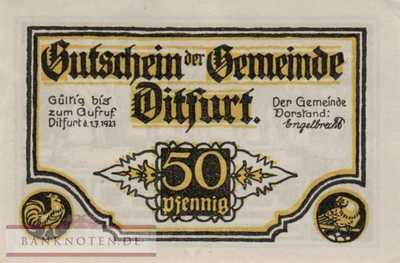 Gutschein der Gemeinde
Ditfurt.
Gültig bis
zum Aufruf.
Ditfurt d. 1.7.1921
Der Gemeinde
Vorstand:
Engelbrecht
50
Pfennig
BANKNOTEN.DE